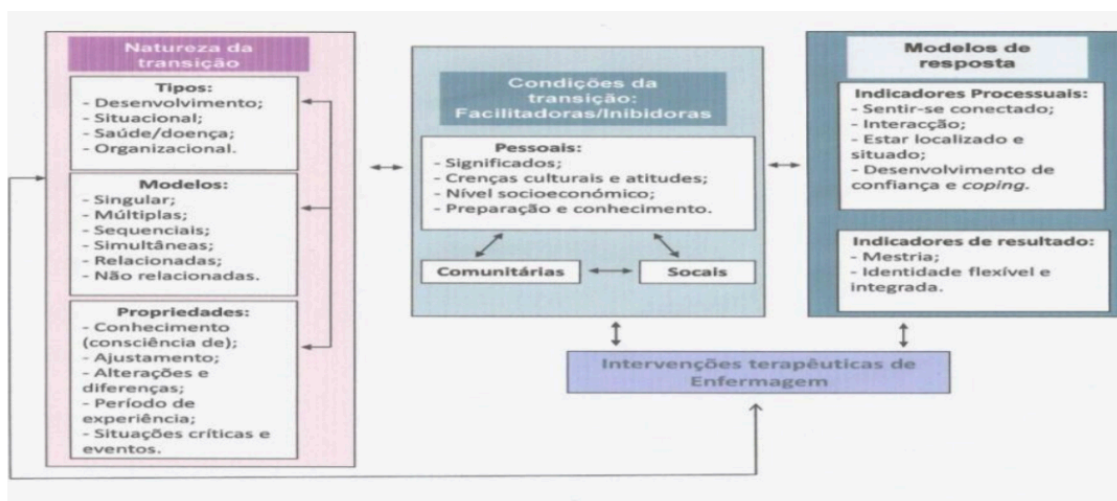 Natureza da
transição
Tipos:
- Desenvolvimento;
- Situacional;
- Saúde/doença;
- Organizacional.
Modelos:
- Singular;
- Múltiplas;
- Sequenciais;
- Simultâneas;
- Relacionadas;
- Não relacionadas.
Propriedades:
- Conhecimento
(consciência de);
- Ajustamento;
- Alterações e
diferenças;
- Período de
experiência;
- Situações críticas e
eventos.
Condições da
transição:
Facilitadoras/Inibidoras
Pessoais:
- Significados;
- Crenças culturais e atitudes;
- Nível socioeconómico;
- Preparação e conhecimento.
Comunitárias
Socais
Modelos de
resposta
Indicadores Processuais:
- Sentir-se conectado;
- Interacção;
- Estar localizado e
situado;
- Desenvolvimento de
confiança e coping.
Indicadores de resultado:
- Mestria;
- Identidade flexível e
integrada.
Intervenções terapêuticas de
Enfermagem